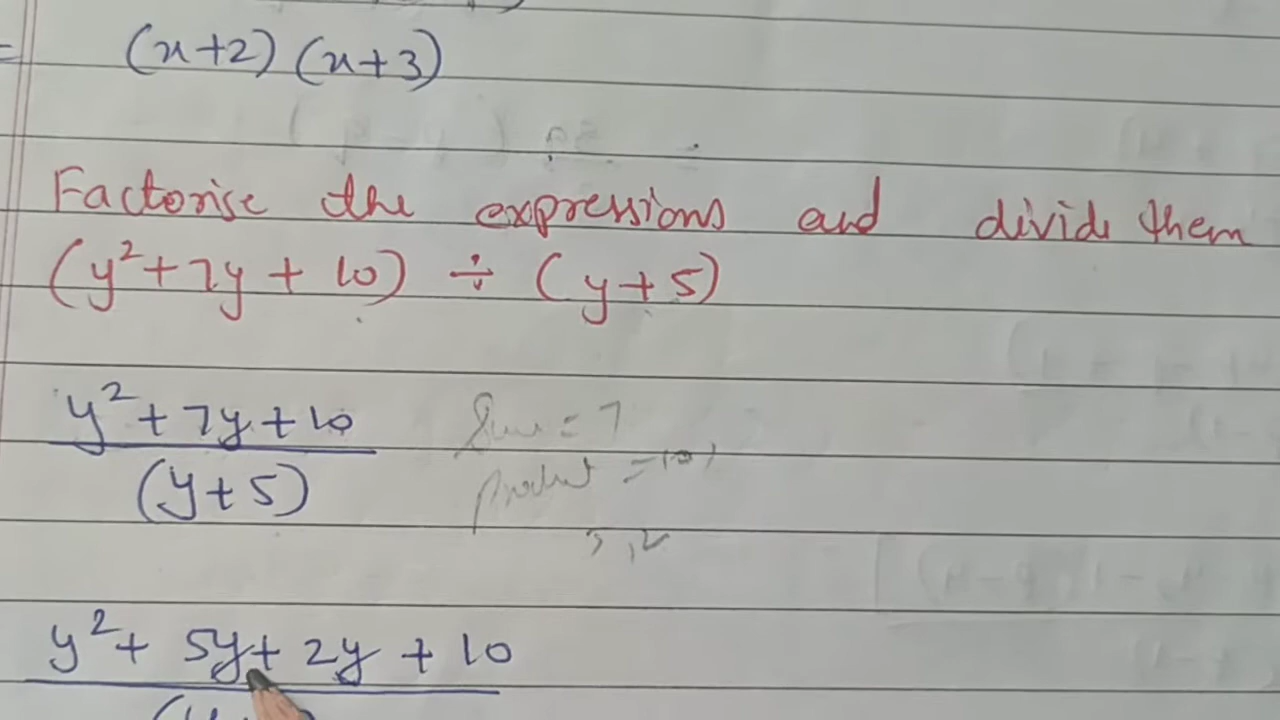 = (x+2) (x+3)
Factorise the expressions and divide them
(y²+7y+10) ÷ (y+5)
y²+7y+10
(y+5)
Sum = 7
Product = 10
5,2
y²+ 5y+ 2y + 10